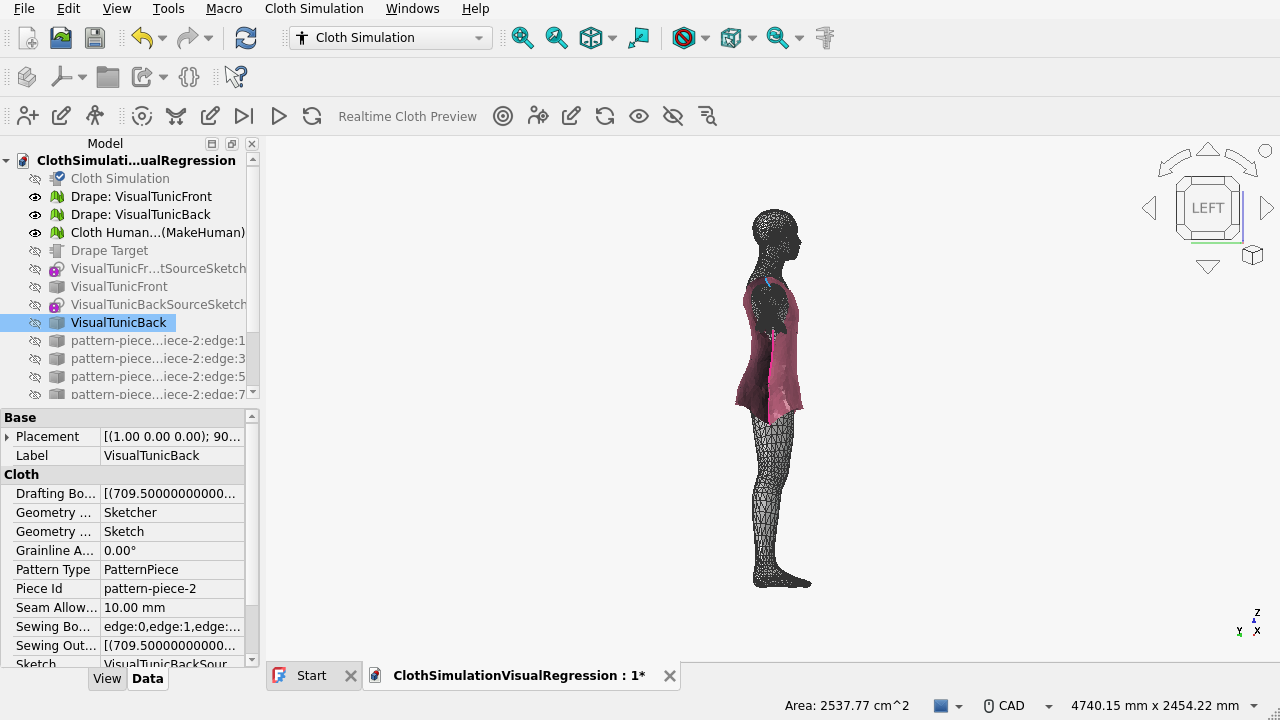 File Edit View Tools Macro Cloth Simulation Windows Help
Cloth Simulation
Realtime Cloth Preview
Model
ClothSimulati...ualRegression
Cloth Simulation
Drape: VisualTunicFront
Drape: VisualTunicBack
Cloth Human...(MakeHuman)
Drape Target
VisualTunicFr...tSourceSketch
VisualTunicFront
VisualTunicBackSourceSketch
VisualTunicBack
pattern-piece...iece-2:edge:1
pattern-piece...iece-2:edge:3
pattern-piece...iece-2:edge:5
pattern-piece...iece-2:edge:7
Base
Placement [(1.00 0.00 0.00); 90...
Label VisualTunicBack
Cloth
Drafting Bo... [(709.50000000000...
Geometry ... Sketcher
Geometry ... Sketch
Grainline A... 0.00°
Pattern Type PatternPiece
Piece Id pattern-piece-2
Seam Allow... 10.00 mm
Sewing Bo... edge:0,edge:1,edge:...
Sewing Out... [(709.50000000000...
Sketch VisualTunicBackSour...
View Data
LEFT
Z
Y X
Start ClothSimulationVisualRegression : 1*
Area: 2537.77 cm^2 CAD 4740.15 mm x 2454.22 mm